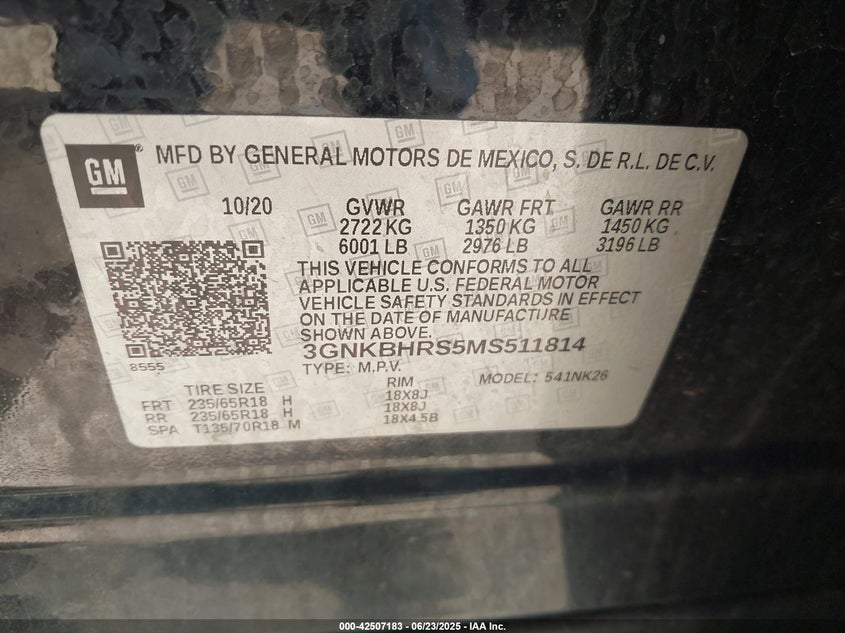 GM
MFD BY GENERAL MOTORS DE MEXICO, S. DE R.L. DE C.V.
10/20 GVWR GAWR FRT GAWR RR
2722 KG 1350 KG 1450 KG
6001 LB 2976 LB 3196 LB
THIS VEHICLE CONFORMS TO ALL
APPLICABLE U.S. FEDERAL MOTOR
VEHICLE SAFETY STANDARDS IN EFFECT
ON THE DATE OF MANUFACTURE
SHOWN ABOVE.
3GNKBHRS5MS511814
8555
TYPE: M.P.V. MODEL: 541NK26
TIRE SIZE RIM
FRT 235/65R18 H 18X8J
RR 235/65R18 H 18X8J
SPA T135/70R18 M 18X4.5B
000-42507183 - 06/23/2025 - IAA Inc.